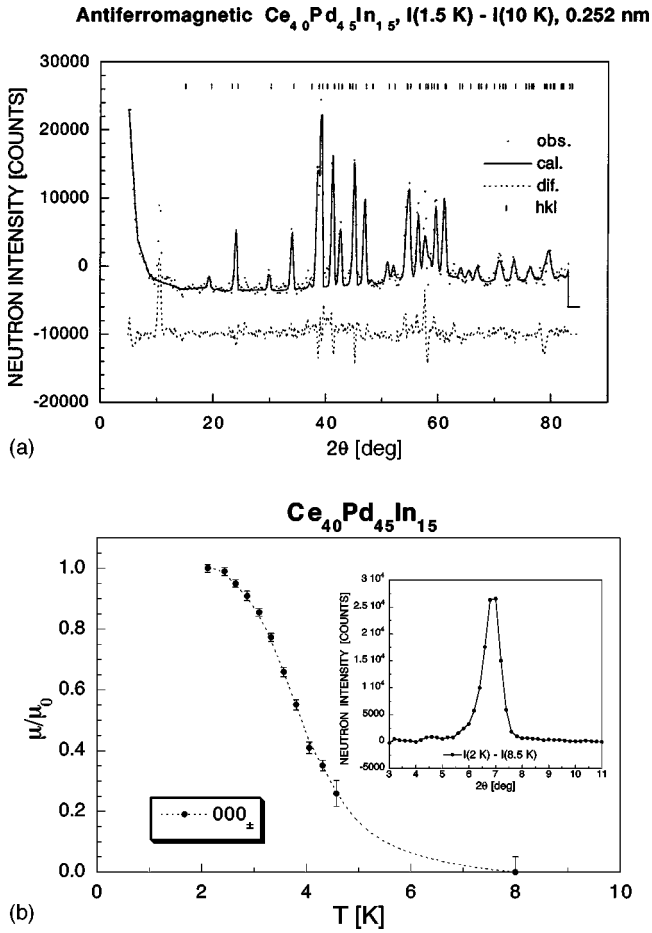 Antiferromagnetic Ce₄₀Pd₄₅In₁₅, I(1.5 K) - I(10 K), 0.252 nm
30000
20000
10000
0
-10000
-20000
NEUTRON INTENSITY [COUNTS]
obs.
cal.
dif.
hkl
0 20 40 60 80
2θ [deg]
(a)
Ce₄₀Pd₄₅In₁₅
1.0
0.8
0.6
0.4
0.2
0.0
μ/μ₀
000±
3 10⁴
2.5 10⁴
2 10⁴
1.5 10⁴
1 10⁴
5000
0
-5000
NEUTRON INTENSITY [COUNTS]
I(2 K) - I(8.5 K)
3 4 5 6 7 8 9 10 11
2θ [deg]
0 2 4 6 8 10
T [K]
(b)